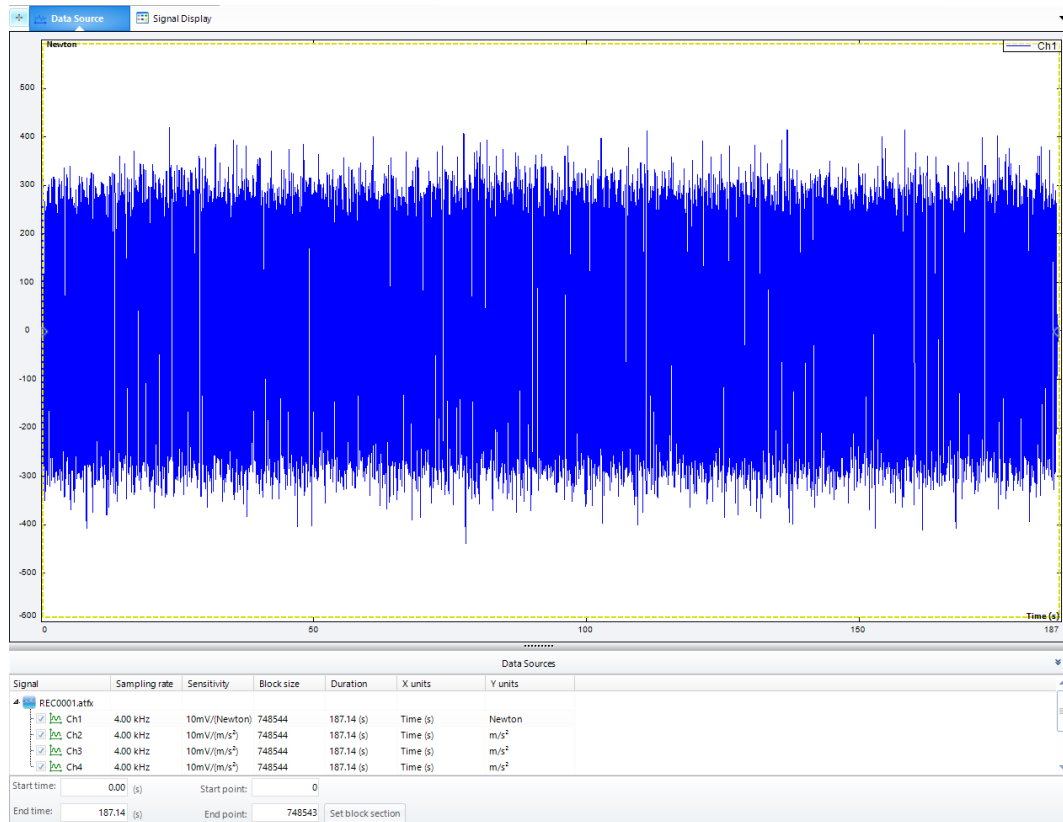 Data Source Signal Display
Newton
Ch1
500
400
300
200
100
0
-100
-200
-300
-400
-500
-600
Time (s)
0 50 100 150 187
Data Sources
Signal Sampling rate Sensitivity Block size Duration X units Y units
REC0001.atfx
Ch1 4.00 kHz 10mV/(Newton) 748544 187.14 (s) Time (s) Newton
Ch2 4.00 kHz 10mV/(m/s²) 748544 187.14 (s) Time (s) m/s²
Ch3 4.00 kHz 10mV/(m/s²) 748544 187.14 (s) Time (s) m/s²
Ch4 4.00 kHz 10mV/(m/s²) 748544 187.14 (s) Time (s) m/s²
Start time: 0.00 (s) Start point: 0
End time: 187.14 (s) End point: 748543 Set block section